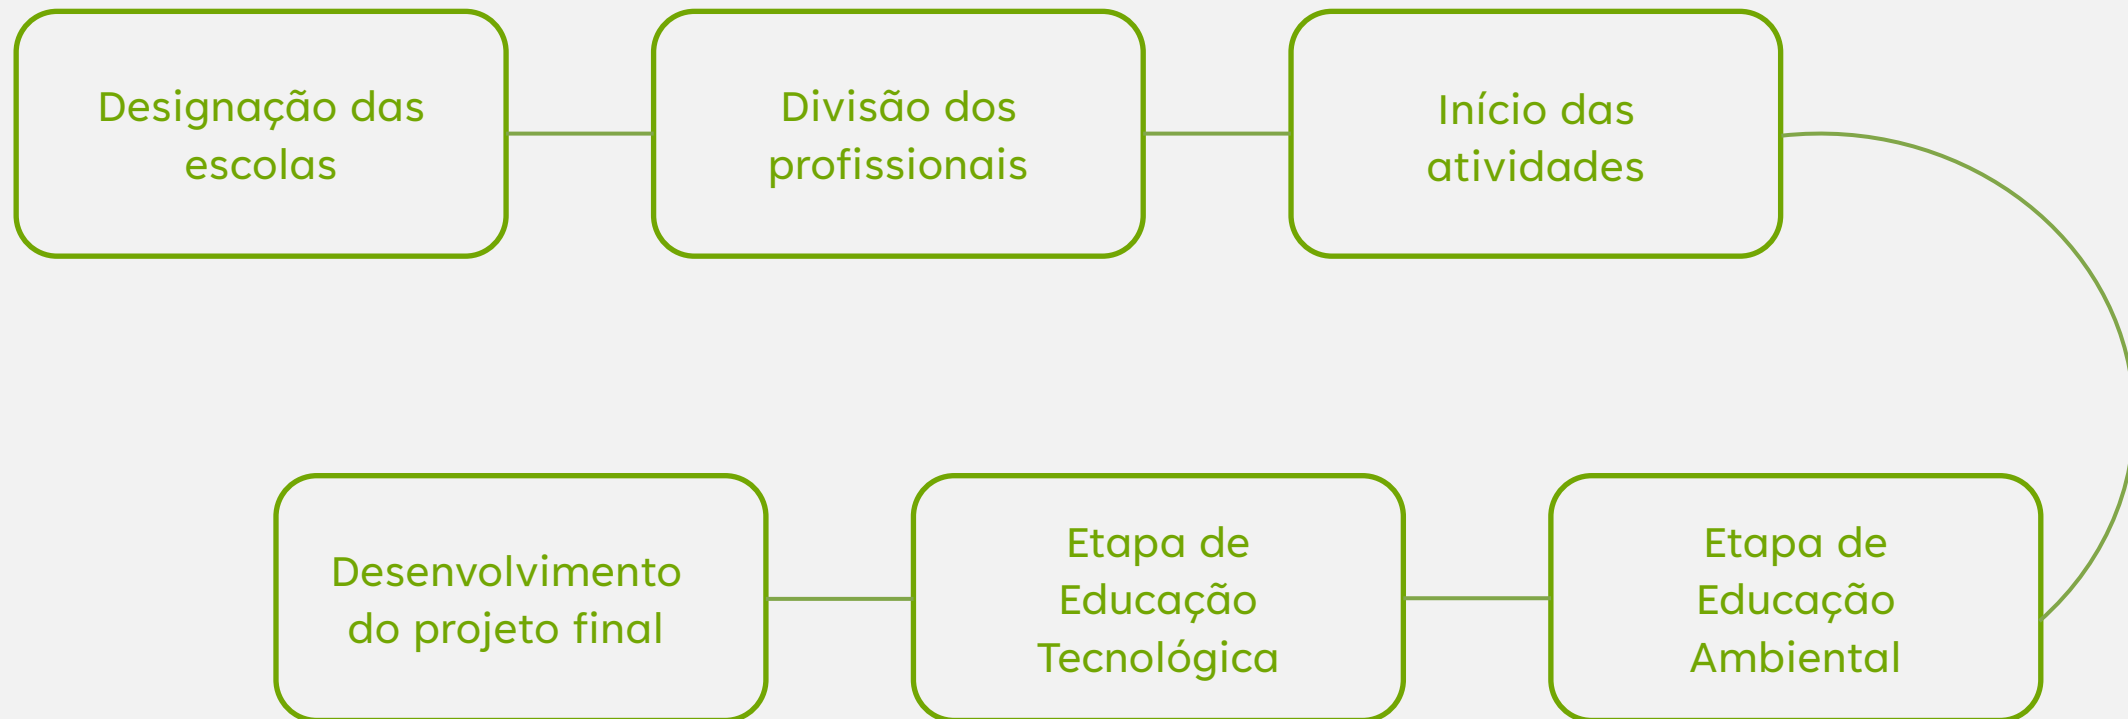 Designação das
escolas
Divisão dos
profissionais
Início das
atividades
Desenvolvimento
do projeto final
Etapa de
Educação
Tecnológica
Etapa de
Educação
Ambiental